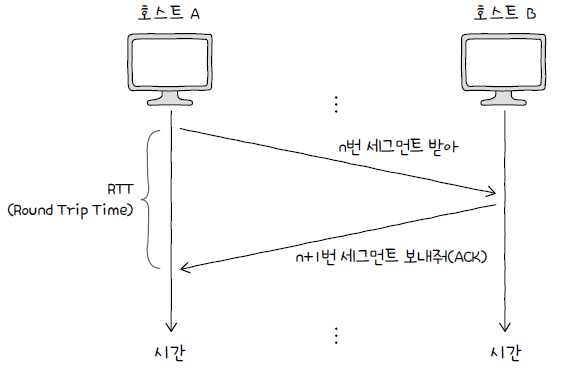 호스트 A
호스트 B
n번 세그먼트 받아
RTT
(Round Trip Time)
n+1번 세그먼트 보내줘(ACK)
시간
시간